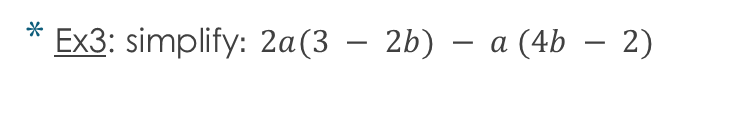 * Ex3: simplify: 2a(3 − 2b) − a (4b − 2)